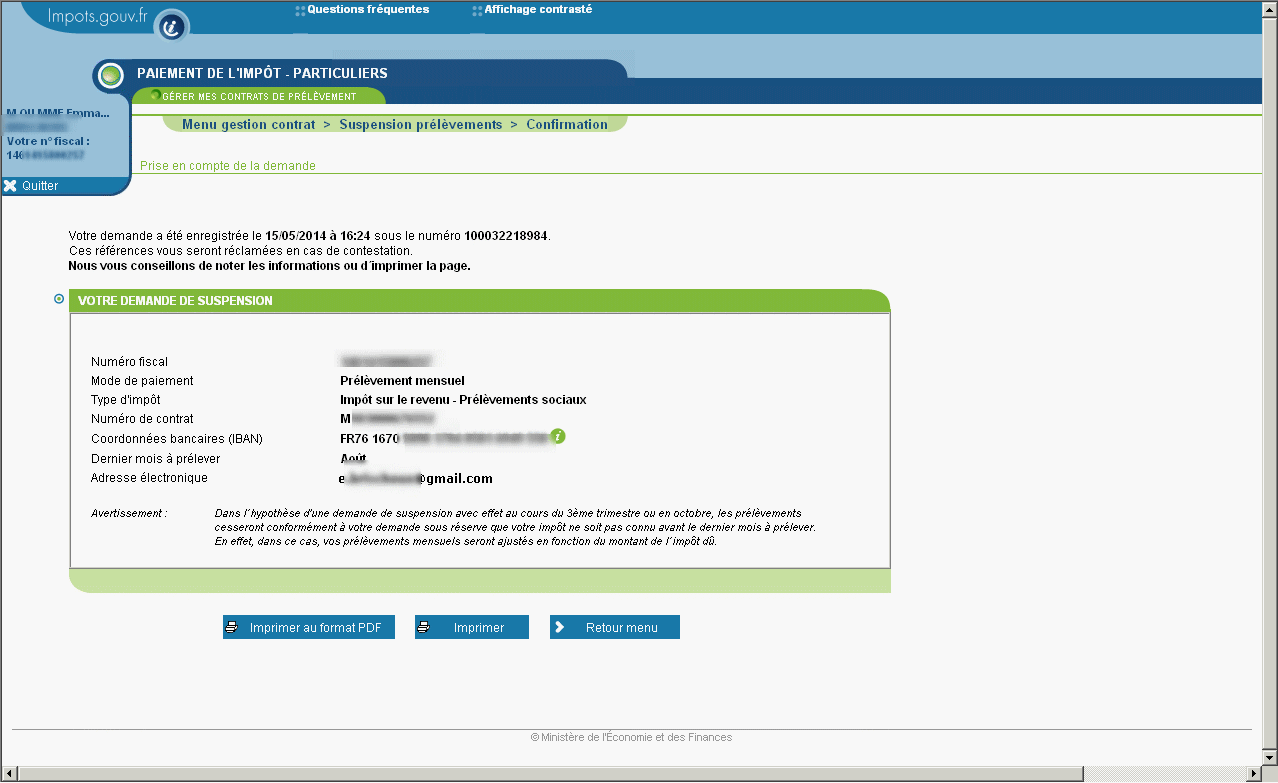 Impots.gouv.fr
Questions fréquentes
Affichage contrasté
PAIEMENT DE L'IMPÔT - PARTICULIERS
GÉRER MES CONTRATS DE PRÉLÈVEMENT
M OU MME Emma...
Votre n° fiscal :
Quitter
Menu gestion contrat > Suspension prélèvements > Confirmation
Prise en compte de la demande
Votre demande a été enregistrée le 15/05/2014 à 16:24 sous le numéro 100032218984.
Ces références vous seront réclamées en cas de contestation.
Nous vous conseillons de noter les informations ou d´imprimer la page.
VOTRE DEMANDE DE SUSPENSION
Numéro fiscal
Mode de paiement Prélèvement mensuel
Type d'impôt Impôt sur le revenu - Prélèvements sociaux
Numéro de contrat M
Coordonnées bancaires (IBAN) FR76 1670
Dernier mois à prélever Août
Adresse électronique e @gmail.com
Avertissement : Dans l´hypothèse d'une demande de suspension avec effet au cours du 3ème trimestre ou en octobre, les prélèvements
cesseront conformément à votre demande sous réserve que votre impôt ne soit pas connu avant le dernier mois à prélever.
En effet, dans ce cas, vos prélèvements mensuels seront ajustés en fonction du montant de l´impôt dû.
Imprimer au format PDF
Imprimer
Retour menu
© Ministère de l'Économie et des Finances